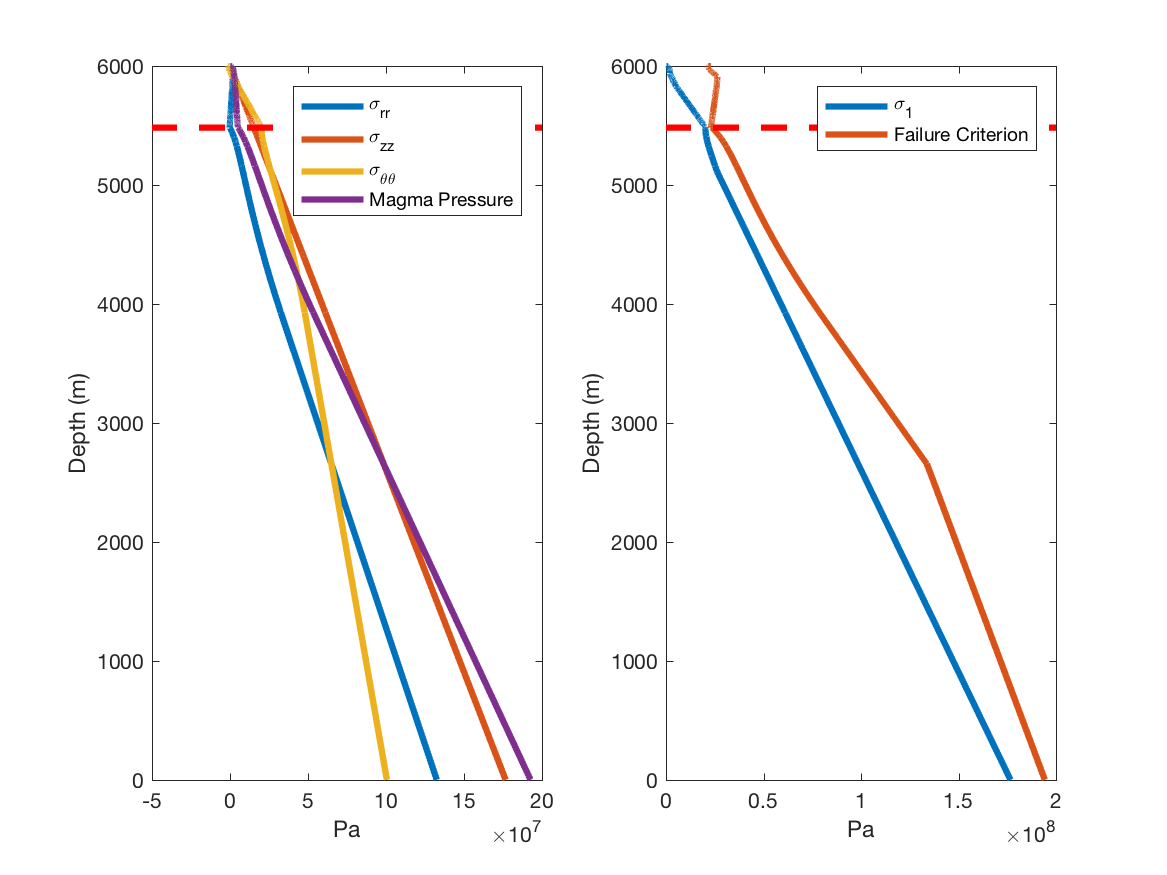 6000
5000
4000
3000
2000
1000
0
Depth (m)
-5 0 5 10 15 20
Pa
×10^7
σ_rr
σ_zz
σ_θθ
Magma Pressure
6000
5000
4000
3000
2000
1000
0
Depth (m)
0 0.5 1 1.5 2
Pa
×10^8
σ_1
Failure Criterion